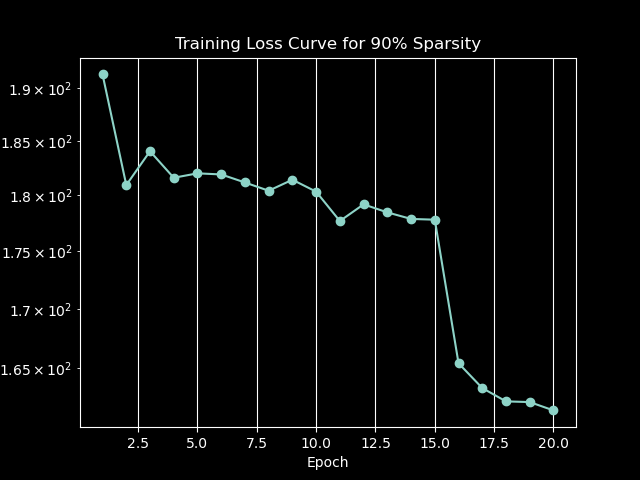 Training Loss Curve for 90% Sparsity
1.9 × 10²
1.85 × 10²
1.8 × 10²
1.75 × 10²
1.7 × 10²
1.65 × 10²
2.5 5.0 7.5 10.0 12.5 15.0 17.5 20.0
Epoch